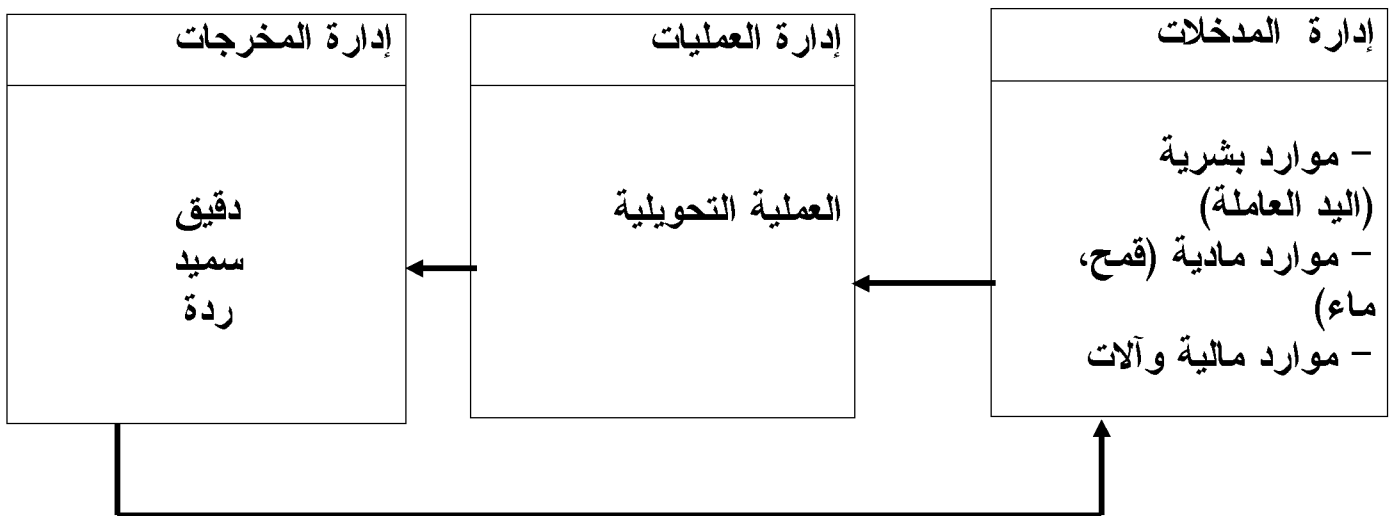 إدارة المدخلات
– موارد بشرية
(اليد العاملة)
– موارد مادية (قمح،
ماء)
– موارد مالية وآلات
إدارة العمليات
العملية التحويلية
إدارة المخرجات
دقيق
سميد
ردة